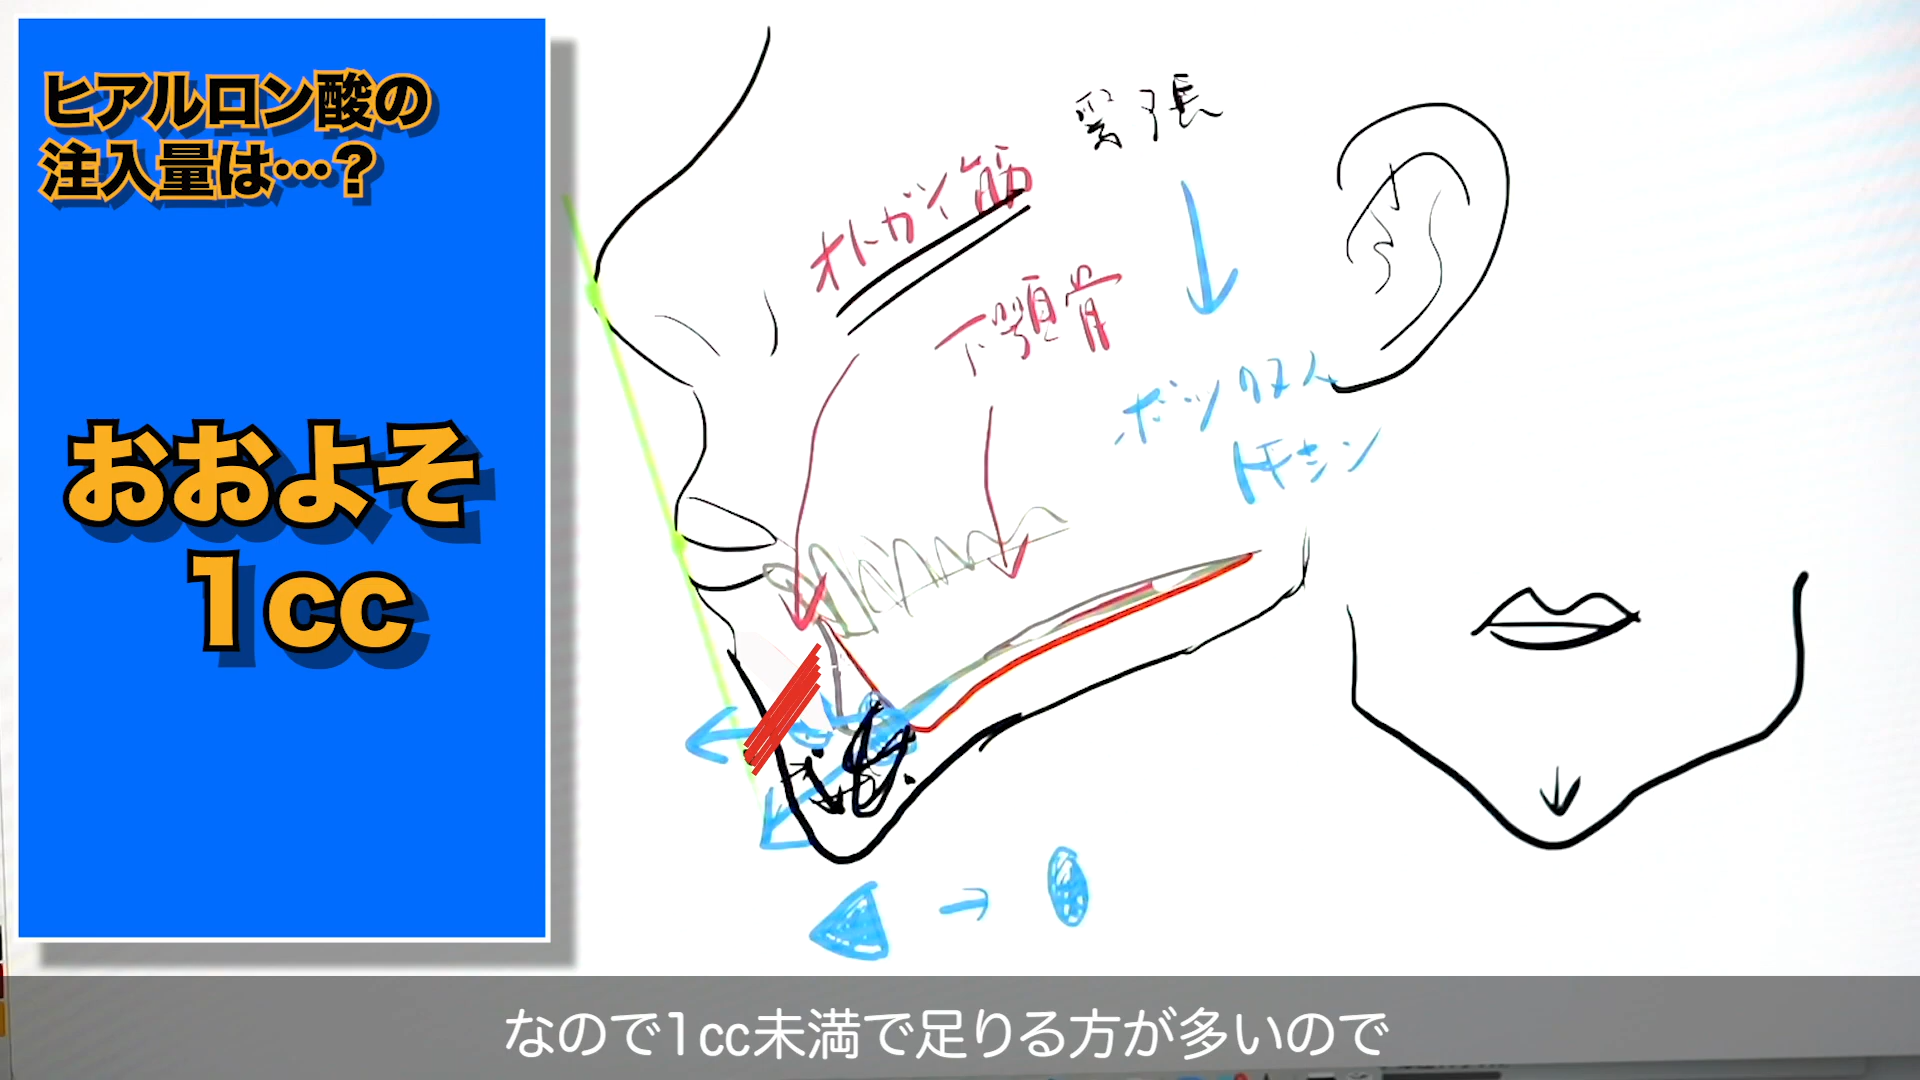 ヒアルロン酸の
注入量は…？
おおよそ
1cc
緊張
オトガイ筋
下顎骨
ボツリヌス
トキシン
なので1cc未満で足りる方が多いので